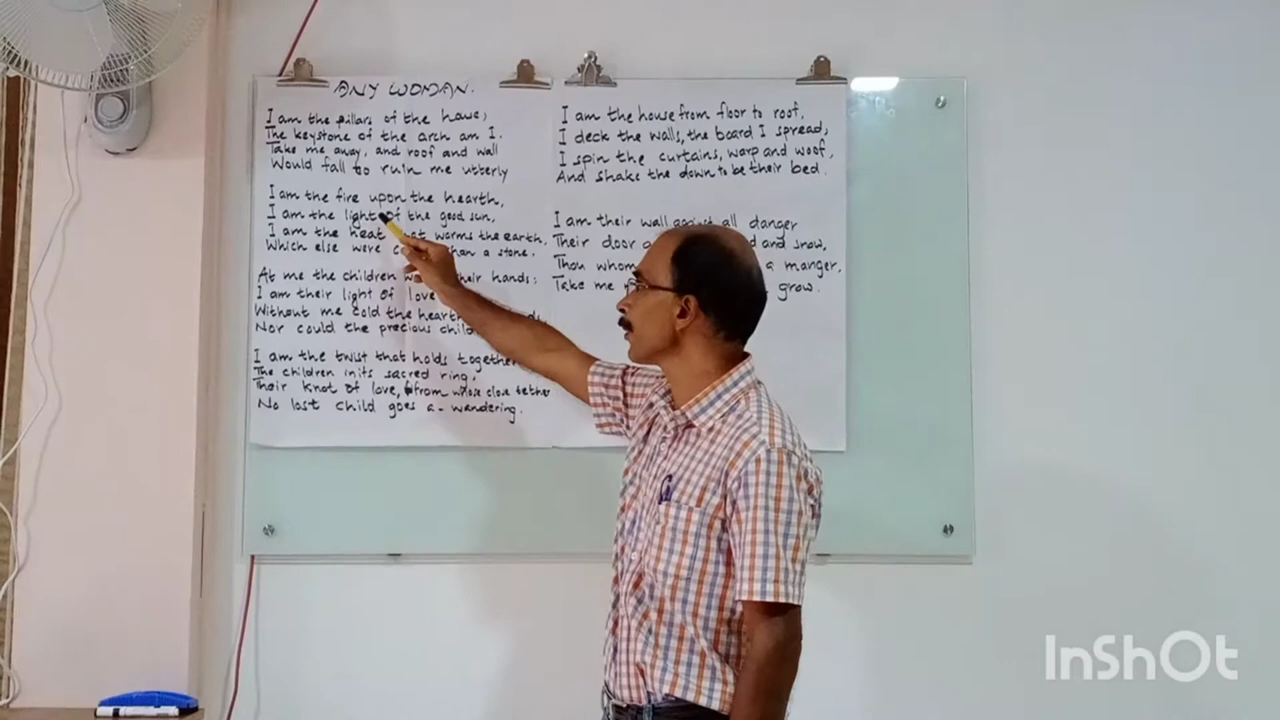 ANY WOMAN.
I am the pillars of the house;
The keystone of the arch am I.
Take me away, and roof and wall
Would fall to ruin me utterly
I am the fire upon the hearth,
I am the light of the good sun,
I am the heat that warms the earth,
Which else were than a stone.
At me the children their hands;
I am their light of love
Without me cold the hearth
Nor could the precious
I am the twist that holds together
The children in its sacred ring,
Their knot of love, from whose close tether
No lost child goes a-wandering.
I am the house from floor to roof,
I deck the walls, the board I spread;
I spin the curtains, warp and woof,
And shake the down to be their bed.
I am their wall against all danger
Their door and snow,
Thou whom a manger,
Take me grow.
InShOt